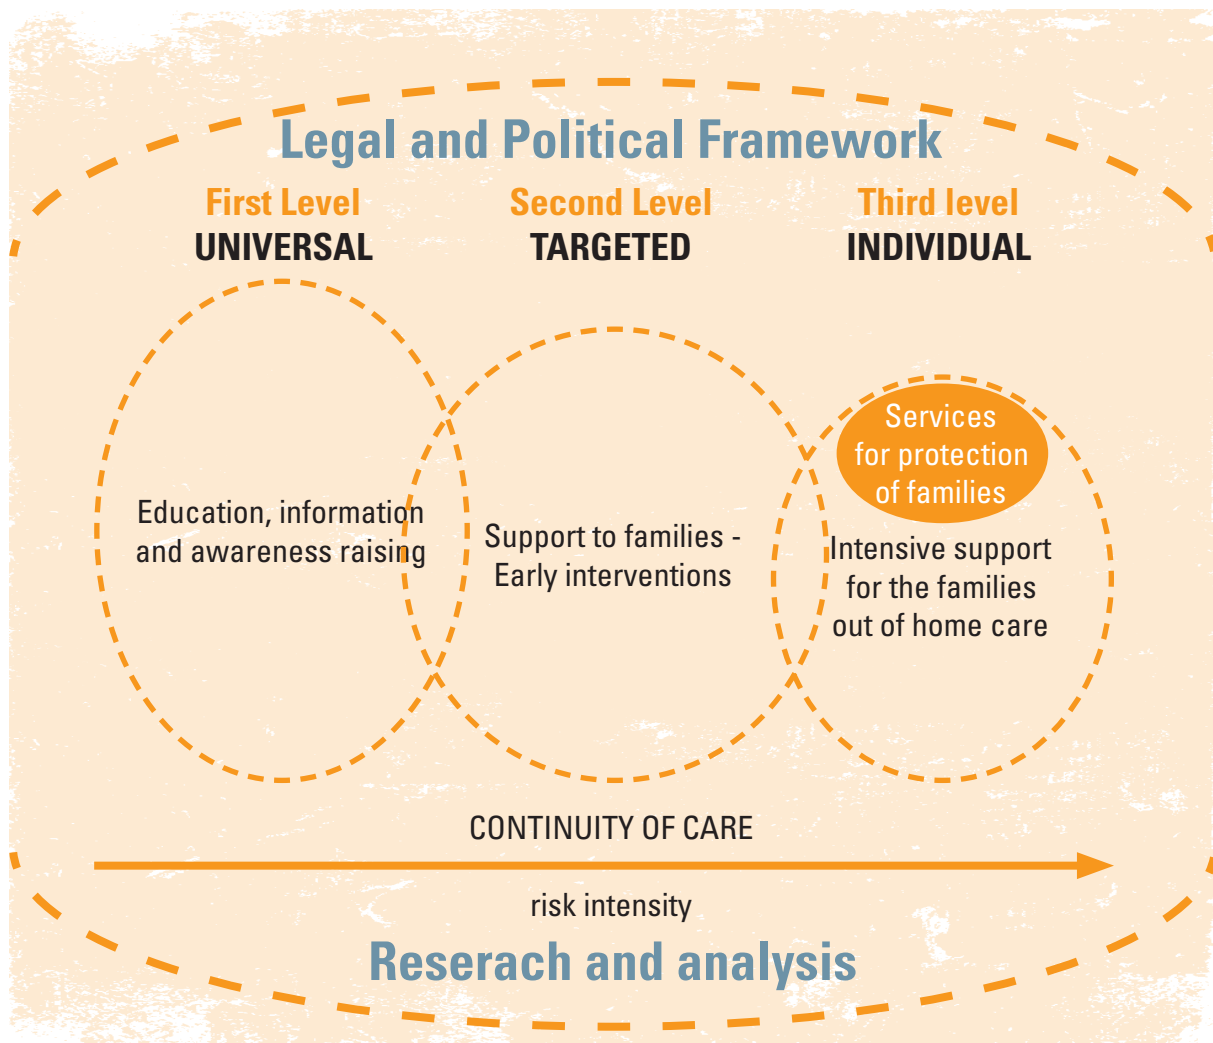 Legal and Political Framework
First Level
UNIVERSAL
Second Level
TARGETED
Third level
INDIVIDUAL
Education, information
and awareness raising
Support to families -
Early interventions
Services
for protection
of families
Intensive support
for the families
out of home care
CONTINUITY OF CARE
risk intensity
Reserach and analysis